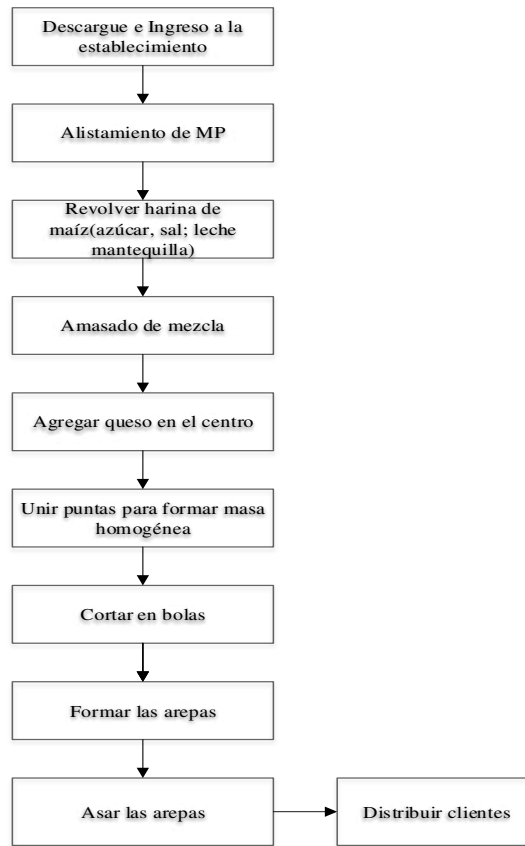 Descargue e Ingreso a la
establecimiento
Alistamiento de MP
Revolver harina de
maíz(azúcar, sal; leche
mantequilla)
Amasado de mezcla
Agregar queso en el centro
Unir puntas para formar masa
homogénea
Cortar en bolas
Formar las arepas
Asar las arepas
Distribuir clientes